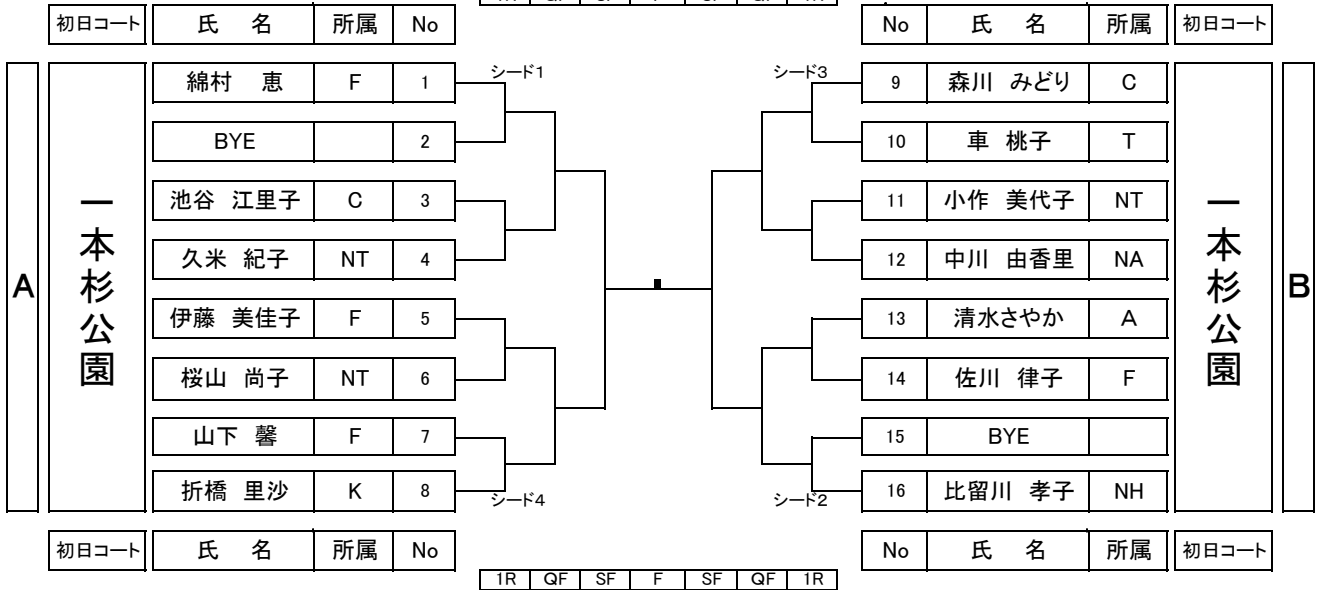 1R QF SF F SF QF 1R
初日コート 氏　名 所属 No No 氏　名 所属 初日コート
シード1 シード3
綿村　恵 F 1 9 森川 みどり C
BYE 2 10 車 桃子 T
池谷 江里子 C 3 11 小作 美代子 NT
久米 紀子 NT 4 12 中川 由香里 NA
伊藤 美佳子 F 5 13 清水さやか A
桜山 尚子 NT 6 14 佐川 律子 F
山下 馨 F 7 15 BYE
折橋 里沙 K 8 16 比留川 孝子 NH
シード4 シード2
A 一本杉公園 一本杉公園 B
初日コート 氏　名 所属 No No 氏　名 所属 初日コート
1R QF SF F SF QF 1R